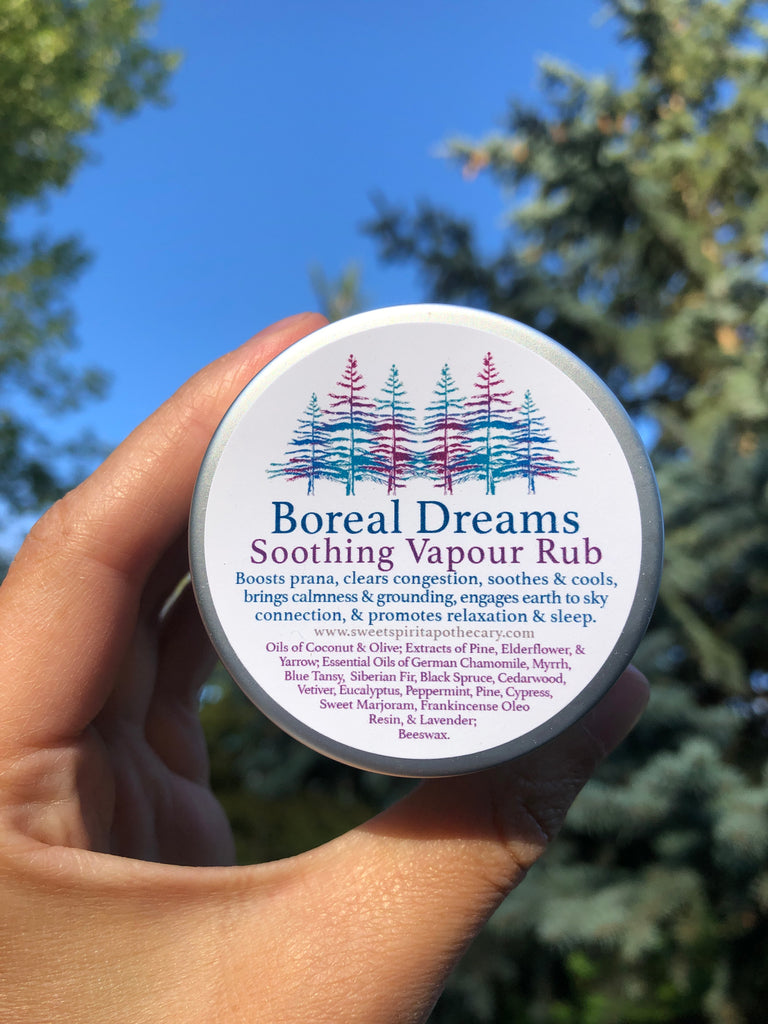 Boreal Dreams
Soothing Vapour Rub
Boosts prana, clears congestion, soothes & cools,
brings calmness & grounding, engages earth to sky
connection, & promotes relaxation & sleep.
www.sweetspiritapothecary.com
Oils of Coconut & Olive; Extracts of Pine, Elderflower, &
Yarrow; Essential Oils of German Chamomile, Myrrh,
Blue Tansy, Siberian Fir, Black Spruce, Cedarwood,
Vetiver, Eucalyptus, Peppermint, Pine, Cypress,
Sweet Marjoram, Frankincense Oleo
Resin, & Lavender;
Beeswax.